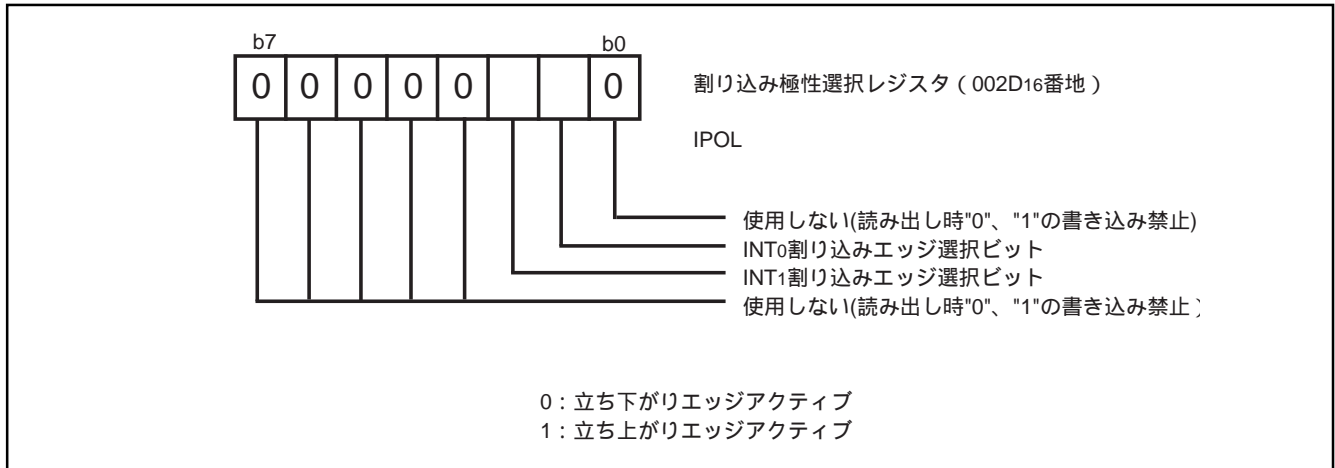 b7 b0
0 0 0 0 0 0
割り込み極性選択レジスタ（002D16番地）
IPOL
使用しない(読み出し時"0"、"1"の書き込み禁止)
INT0割り込みエッジ選択ビット
INT1割り込みエッジ選択ビット
使用しない(読み出し時"0"、"1"の書き込み禁止）
0：立ち下がりエッジアクティブ
1：立ち上がりエッジアクティブ